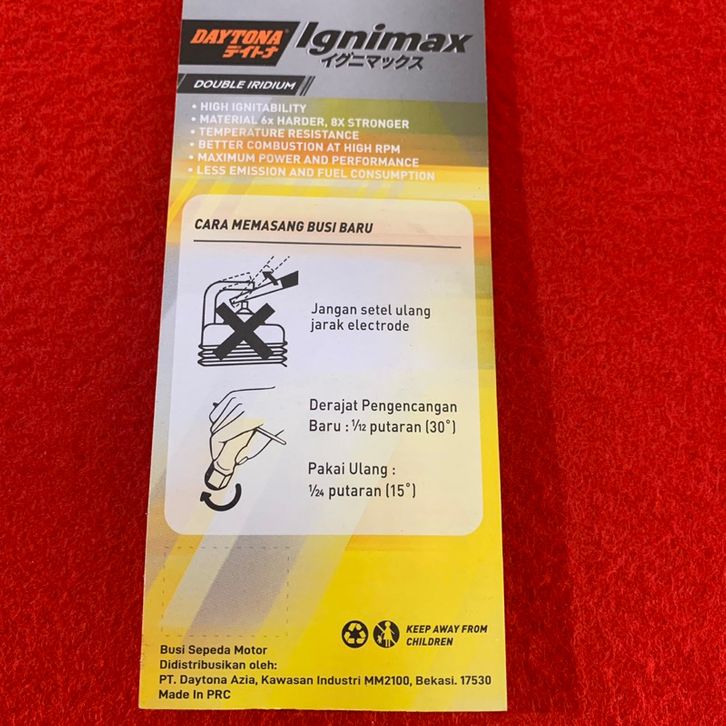 DAYTONA
デイトナ
Ignimax
イグニマックス
DOUBLE IRIDIUM
• HIGH IGNITABILITY
• MATERIAL 6x HARDER, 8X STRONGER
• TEMPERATURE RESISTANCE
• BETTER COMBUSTION AT HIGH RPM
• MAXIMUM POWER AND PERFORMANCE
• LESS EMISSION AND FUEL CONSUMPTION
CARA MEMASANG BUSI BARU
Jangan setel ulang
jarak electrode
Derajat Pengencangan
Baru : 1/12 putaran (30°)
Pakai Ulang :
1/24 putaran (15°)
KEEP AWAY FROM
CHILDREN
Busi Sepeda Motor
Didistribusikan oleh:
PT. Daytona Azia, Kawasan Industri MM2100, Bekasi. 17530
Made In PRC